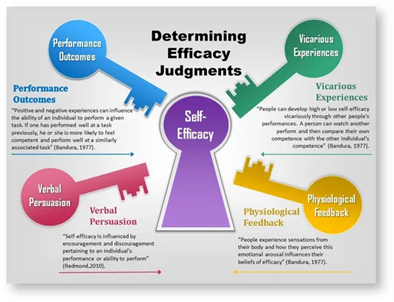 Determining
Efficacy
Judgments
Performance
Outcomes
Vicarious
Experiences
Performance
Outcomes
"Positive and negative experiences can influence
the ability of an individual to perform a given
task. If one has performed well at a task
previously, he or she is more likely to feel
competent and perform well at a similarly
associated task" (Bandura, 1977).
Vicarious
Experiences
"People can develop high or low self-efficacy
vicariously through other people's
performances. A person can watch another
perform and then compare their own
competence with the other individual's
competence" (Bandura, 1977).
Self-
Efficacy
Verbal
Persuasion
Verbal
Persuasion
"Self-efficacy is influenced by
encouragement and discouragement
pertaining to an individual's
performance or ability to perform"
(Redmond,2010).
Physiological
Feedback
Physiological
Feedback
"People experience sensations from
their body and how they perceive this
emotional arousal influences their
beliefs of efficacy" (Bandura, 1977).